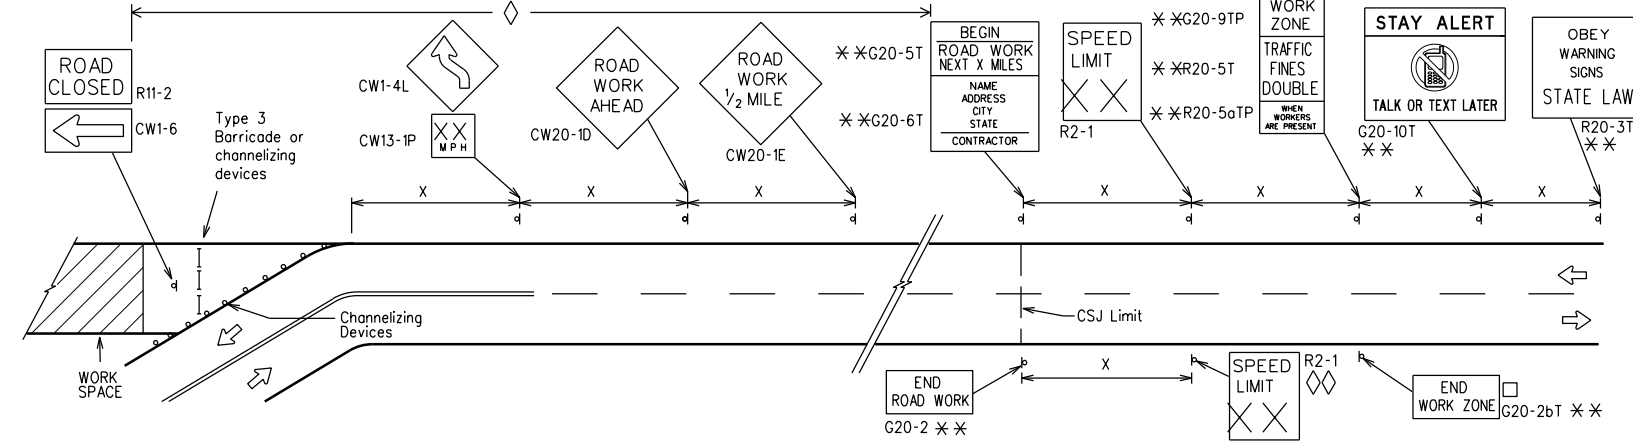 ROAD
CLOSED
R11-2
CW1-6
Type 3
Barricade or
channelizing
devices
CW1-4L
XX
MPH
CW13-1P
ROAD
WORK
AHEAD
CW20-1D
ROAD
WORK
1/2 MILE
CW20-1E
**G20-5T
**G20-6T
BEGIN
ROAD WORK
NEXT X MILES
NAME
ADDRESS
CITY
STATE
CONTRACTOR
SPEED
LIMIT
XX
R2-1
**G20-9TP
**R20-5T
**R20-5aTP
WORK
ZONE
TRAFFIC
FINES
DOUBLE
WHEN
WORKERS
ARE PRESENT
STAY ALERT
TALK OR TEXT LATER
G20-10T
**
OBEY
WARNING
SIGNS
STATE LAW
R20-3T
**
X
X
X
X
X
X
X
Channelizing
Devices
WORK
SPACE
CSJ Limit
X
END
ROAD WORK
G20-2 **
SPEED
LIMIT
XX
R2-1
END
WORK ZONE
G20-2bT **